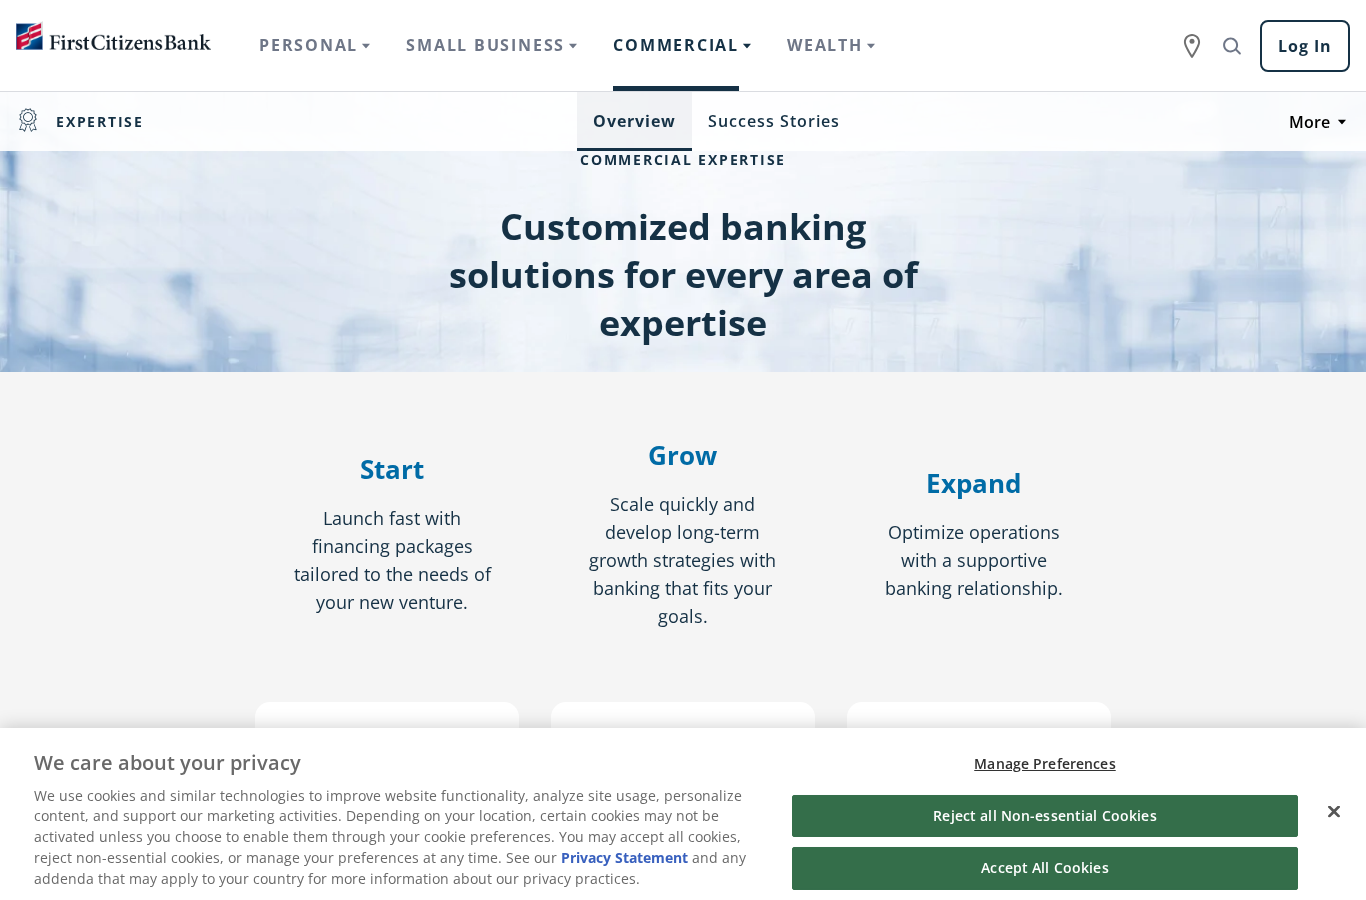 FirstCitizensBank
PERSONAL
SMALL BUSINESS
COMMERCIAL
WEALTH
Log In
EXPERTISE
Overview
Success Stories
More
COMMERCIAL EXPERTISE
Customized banking
solutions for every area of
expertise
Start
Launch fast with
financing packages
tailored to the needs of
your new venture.
Grow
Scale quickly and
develop long-term
growth strategies with
banking that fits your
goals.
Expand
Optimize operations
with a supportive
banking relationship.
We care about your privacy
We use cookies and similar technologies to improve website functionality, analyze site usage, personalize
content, and support our marketing activities. Depending on your location, certain cookies may not be
activated unless you choose to enable them through your cookie preferences. You may accept all cookies,
reject non-essential cookies, or manage your preferences at any time. See our Privacy Statement and any
addenda that may apply to your country for more information about our privacy practices.
Manage Preferences
Reject all Non-essential Cookies
Accept All Cookies